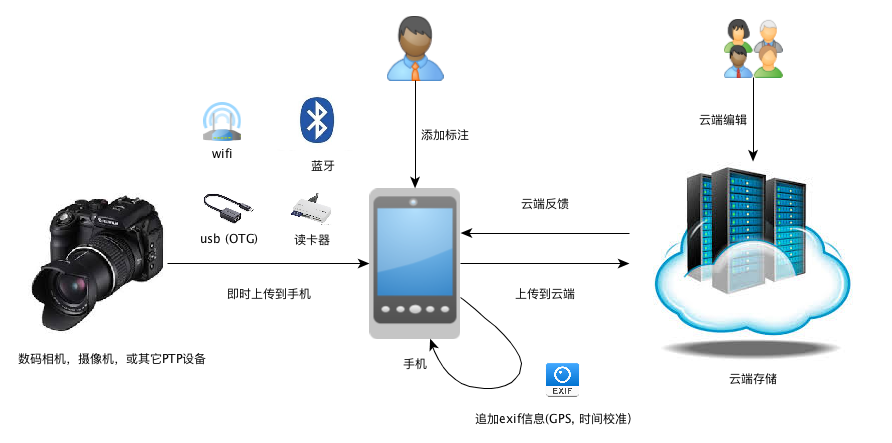 添加标注
云端编辑
wifi
蓝牙
usb (OTG)
读卡器
云端反馈
即时上传到手机
上传到云端
数码相机，摄像机，或其它PTP设备
手机
EXIF
云端存储
追加exif信息(GPS, 时间校准)